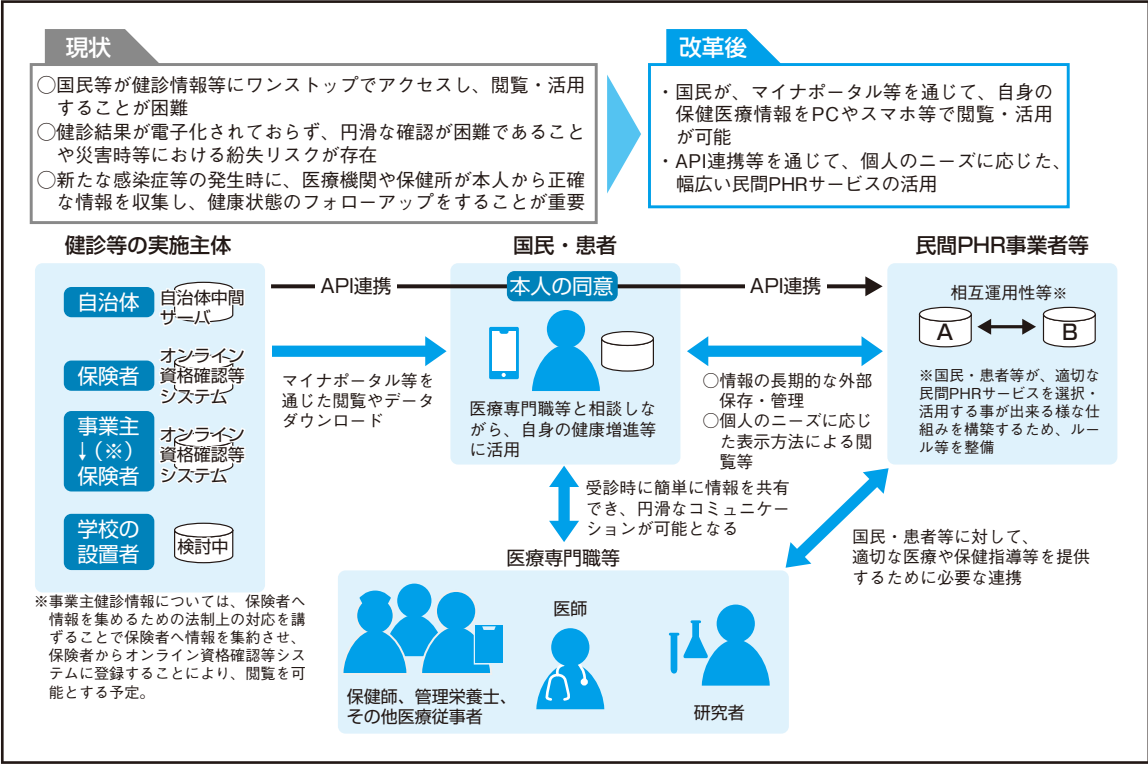 現状
○国民等が健診情報等にワンストップでアクセスし、閲覧・活用
することが困難
○健診結果が電子化されておらず、円滑な確認が困難であること
や災害時等における紛失リスクが存在
○新たな感染症等の発生時に、医療機関や保健所が本人から正確
な情報を収集し、健康状態のフォローアップをすることが重要
改革後
・国民が、マイナポータル等を通じて、自身の
保健医療情報をPCやスマホ等で閲覧・活用
が可能
・API連携等を通じて、個人のニーズに応じた、
幅広い民間PHRサービスの活用
健診等の実施主体
自治体
自治体中間
サーバ
保険者
オンライン
資格確認等
システム
事業主
↓(※)
保険者
オンライン
資格確認等
システム
学校の
設置者
検討中
※事業主健診情報については、保険者へ
情報を集めるための法制上の対応を講
ずることで保険者へ情報を集約させ、
保険者からオンライン資格確認等シス
テムに登録することにより、閲覧を可
能とする予定。
API連携
マイナポータル等を
通じた閲覧やデータ
ダウンロード
国民・患者
本人の同意
医療専門職等と相談しな
がら、自身の健康増進等
に活用
API連携
○情報の長期的な外部
保存・管理
○個人のニーズに応じ
た表示方法による閲
覧等
民間PHR事業者等
相互運用性等※
A
B
※国民・患者等が、適切な
民間PHRサービスを選択・
活用する事が出来る様な仕
組みを構築するため、ルー
ル等を整備
受診時に簡単に情報を共有
でき、円滑なコミュニケー
ションが可能となる
国民・患者等に対して、
適切な医療や保健指導等を提供
するために必要な連携
医療専門職等
保健師、管理栄養士、
その他医療従事者
医師
研究者